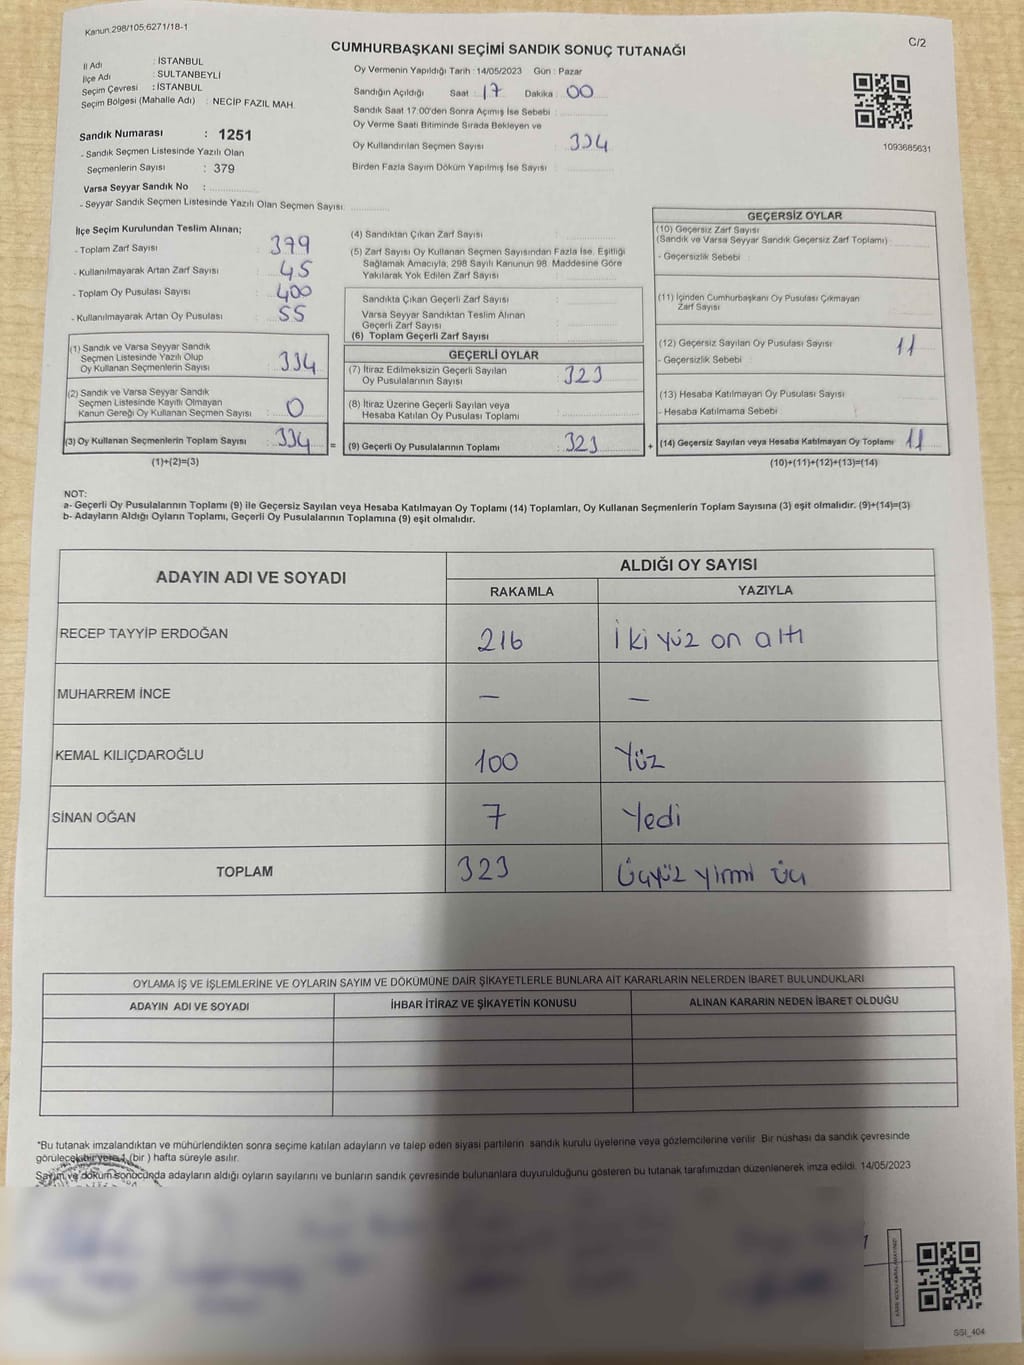 Kanun:298/105;6271/18-1
C/2
CUMHURBAŞKANI SEÇİMİ SANDIK SONUÇ TUTANAĞI
İl Adı : İSTANBUL
İlçe Adı : SULTANBEYLİ
Seçim Çevresi : İSTANBUL
Seçim Bölgesi (Mahalle Adı) : NECİP FAZIL MAH.
Sandık Numarası : 1251
- Sandık Seçmen Listesinde Yazılı Olan
Seçmenlerin Sayısı : 379
Varsa Seyyar Sandık No :
- Seyyar Sandık Seçmen Listesinde Yazılı Olan Seçmen Sayısı:
Oy Vermenin Yapıldığı Tarih : 14/05/2023 Gün : Pazar
Sandığın Açıldığı Saat : 17 Dakika : 00
Sandık Saat 17:00'den Sonra Açımış İse Sebebi :
Oy Verme Saati Bitiminde Sırada Bekleyen ve
Oy Kullandırılan Seçmen Sayısı : 334
Birden Fazla Sayım Döküm Yapılmış İse Sayısı :
1093685631
İlçe Seçim Kurulundan Teslim Alınan;
- Toplam Zarf Sayısı : 379
- Kullanılmayarak Artan Zarf Sayısı : 45
- Toplam Oy Pusulası Sayısı : 400
- Kullanılmayarak Artan Oy Pusulası : 55
(1) Sandık ve Varsa Seyyar Sandık
Seçmen Listesinde Yazılı Olup
Oy Kullanan Seçmenlerin Sayısı : 334
(2) Sandık ve Varsa Seyyar Sandık
Seçmen Listesinde Kayıtlı Olmayan
Kanun Gereği Oy Kullanan Seçmen Sayısı : 0
(3) Oy Kullanan Seçmenlerin Toplam Sayısı : 334 =
(1)+(2)=(3)
(4) Sandıktan Çıkan Zarf Sayısı :
(5) Zarf Sayısı Oy Kullanan Seçmen Sayısından Fazla İse, Eşitliği
Sağlamak Amacıyla, 298 Sayılı Kanunun 98. Maddesine Göre
Yakılarak Yok Edilen Zarf Sayısı :
Sandıkta Çıkan Geçerli Zarf Sayısı :
Varsa Seyyar Sandıktan Teslim Alınan
Geçerli Zarf Sayısı :
(6) Toplam Geçerli Zarf Sayısı :
GEÇERLİ OYLAR
(7) İtiraz Edilmeksizin Geçerli Sayılan
Oy Pusulalarının Sayısı : 323
(8) İtiraz Üzerine Geçerli Sayılan veya
Hesaba Katılan Oy Pusulası Toplamı :
(9) Geçerli Oy Pusulalarının Toplamı : 323 +
GEÇERSİZ OYLAR
(10) Geçersiz Zarf Sayısı
(Sandık ve Varsa Seyyar Sandık Geçersiz Zarf Toplamı) :
- Geçersizlik Sebebi :
(11) İçinden Cumhurbaşkanı Oy Pusulası Çıkmayan
Zarf Sayısı :
(12) Geçersiz Sayılan Oy Pusulası Sayısı : 11
- Geçersizlik Sebebi :
(13) Hesaba Katılmayan Oy Pusulası Sayısı :
- Hesaba Katılmama Sebebi :
(14) Geçersiz Sayılan veya Hesaba Katılmayan Oy Toplamı : 11
(10)+(11)+(12)+(13)=(14)
NOT:
a- Geçerli Oy Pusulalarının Toplamı (9) ile Geçersiz Sayılan veya Hesaba Katılmayan Oy Toplamı (14) Toplamları, Oy Kullanan Seçmenlerin Toplam Sayısına (3) eşit olmalıdır. (9)+(14)=(3)
b- Adayların Aldığı Oyların Toplamı, Geçerli Oy Pusulalarının Toplamına (9) eşit olmalıdır.
ADAYIN ADI VE SOYADI
ALDIĞI OY SAYISI
RAKAMLA YAZIYLA
RECEP TAYYİP ERDOĞAN 216 İki yüz on altı
MUHARREM İNCE — —
KEMAL KILIÇDAROĞLU 100 Yüz
SİNAN OĞAN 7 Yedi
TOPLAM 323 Üçyüz yirmi üç
OYLAMA İŞ VE İŞLEMLERİNE VE OYLARIN SAYIM VE DÖKÜMÜNE DAİR ŞİKAYETLERLE BUNLARA AİT KARARLARIN NELERDEN İBARET BULUNDUKLARI
ADAYIN ADI VE SOYADI İHBAR İTİRAZ VE ŞİKAYETİN KONUSU ALINAN KARARIN NEDEN İBARET OLDUĞU
*Bu tutanak imzalandıktan ve mühürlendikten sonra seçime katılan adayların ve talep eden siyasi partilerin sandık kurulu üyelerine veya gözlemcilerine verilir. Bir nüshası da sandık çevresinde
görülecek bir yere 1 (bir ) hafta süreyle asılır.
Sayım ve döküm sonucunda adayların aldığı oyların sayılarını ve bunların sandık çevresinde bulunanlara duyurulduğunu gösteren bu tutanak tarafımızdan düzenlenerek imza edildi. 14/05/2023
SSI_404